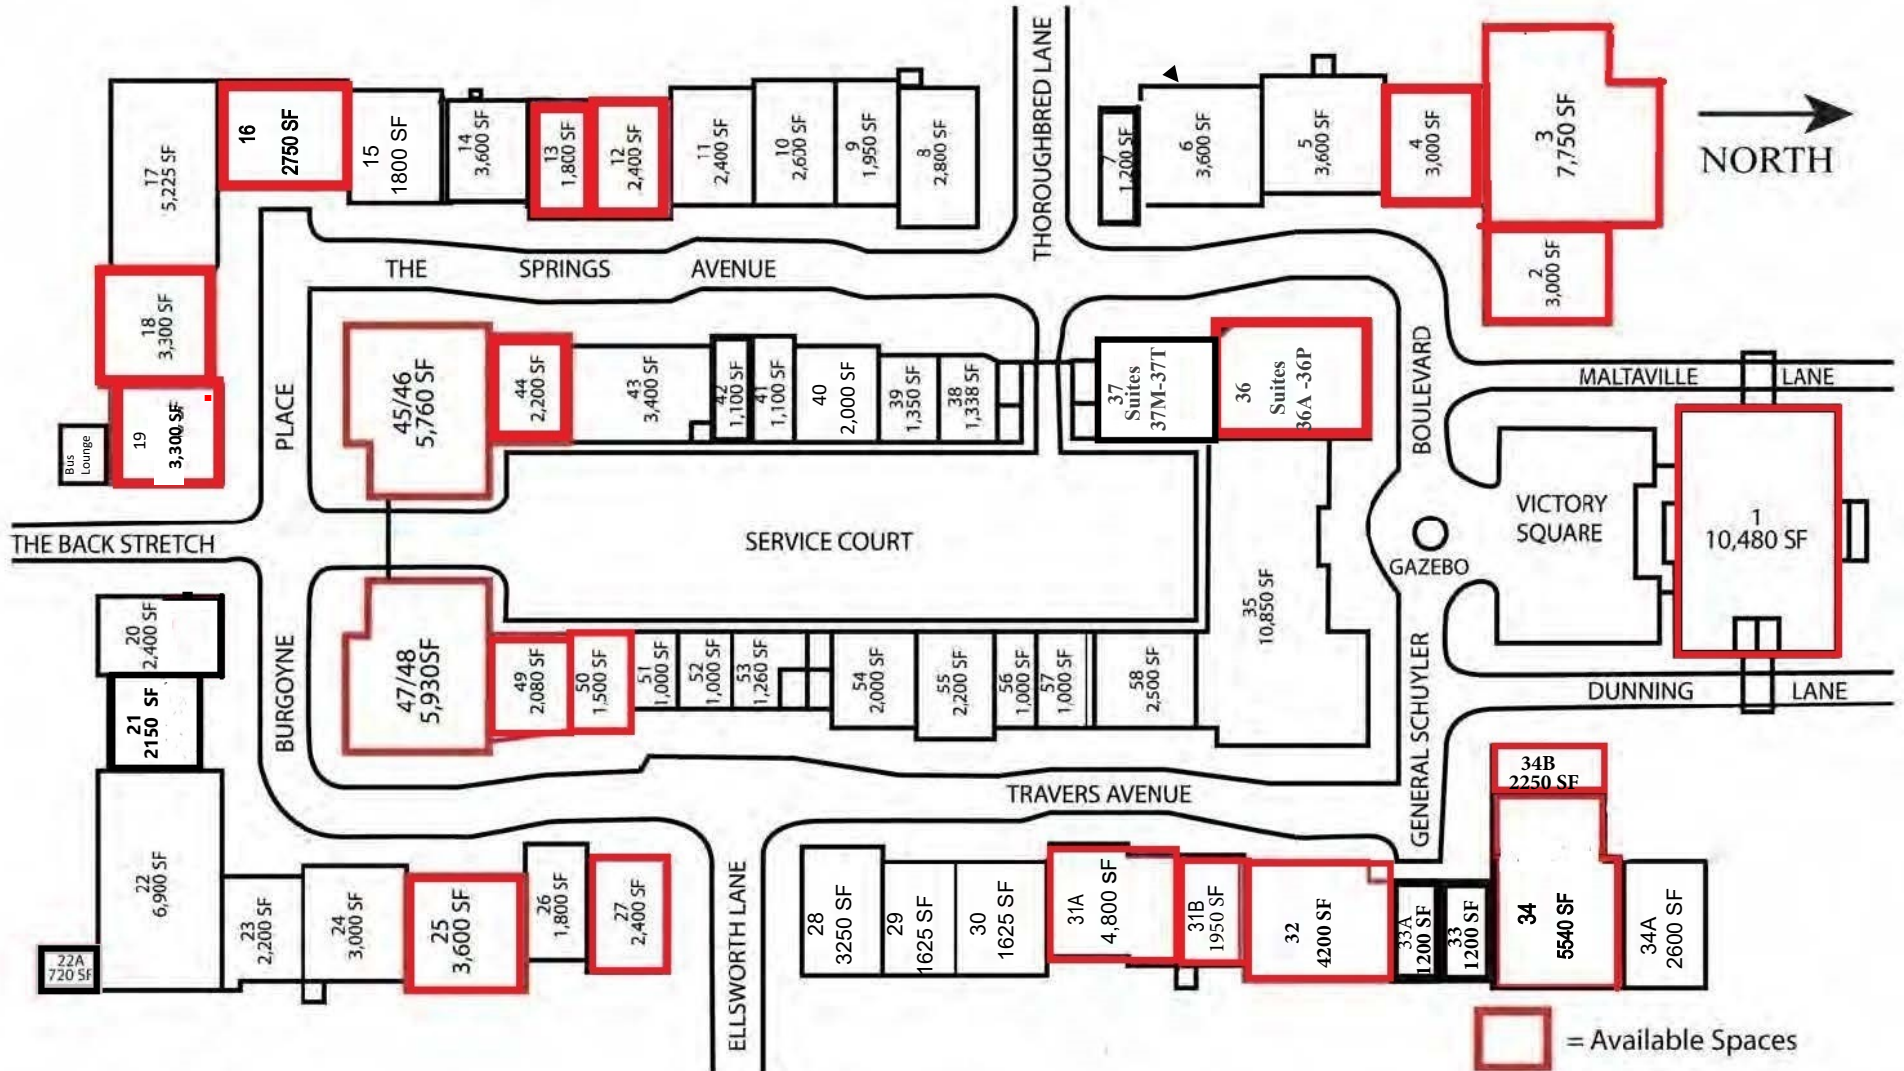 16
2750 SF
15
1800 SF
14
3,600 SF
13
1,800 SF
12
2,400 SF
11
2,400 SF
10
2,600 SF
9
1,950 SF
8
2,800 SF
THOROUGHBRED LANE
7
1,200 SF
6
3,600 SF
5
3,600 SF
4
3,000 SF
3
7,750 SF
NORTH
17
5,225 SF
2
3,000 SF
THE SPRINGS AVENUE
18
3,300 SF
19
3,300 SF
Bus
Lounge
PLACE
45/46
5,760 SF
44
2,200 SF
43
3,400 SF
42
1,100 SF
41
1,100 SF
40
2,000 SF
39
1,350 SF
38
1,338 SF
37
Suites
37M-37T
36
Suites
36A -36P
BOULEVARD
MALTAVILLE LANE
VICTORY
SQUARE
1
10,480 SF
THE BACK STRETCH
SERVICE COURT
GAZEBO
35
10,850 SF
20
2,400 SF
21
2150 SF
BURGOYNE
47/48
5,930SF
49
2,080 SF
50
1,500 SF
51
1,000 SF
52
1,000 SF
53
1,260 SF
54
2,000 SF
55
2,200 SF
56
1,000 SF
57
1,000 SF
58
2,500 SF
GENERAL SCHUYLER
DUNNING LANE
TRAVERS AVENUE
34B
2250 SF
22
6,900 SF
22A
720 SF
23
2,200 SF
24
3,000 SF
25
3,600 SF
26
1,800 SF
27
2,400 SF
ELLSWORTH LANE
28
3250 SF
29
1625 SF
30
1625 SF
31A
4,800 SF
31B
1950 SF
32
4200 SF
33A
1200 SF
33
1200 SF
34
5540 SF
34A
2600 SF
= Available Spaces